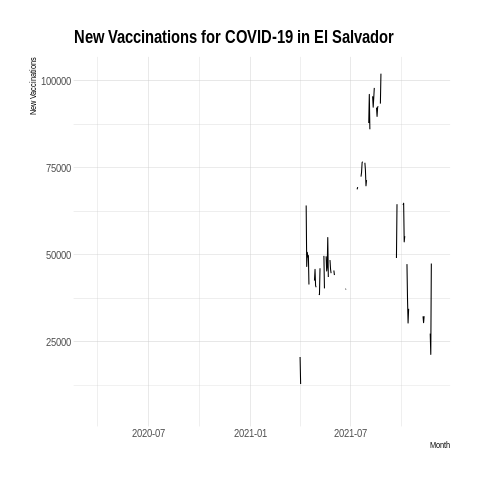 New Vaccinations for COVID-19 in El Salvador
New Vaccinations
100000
75000
50000
25000
2020-07 2021-01 2021-07
Month